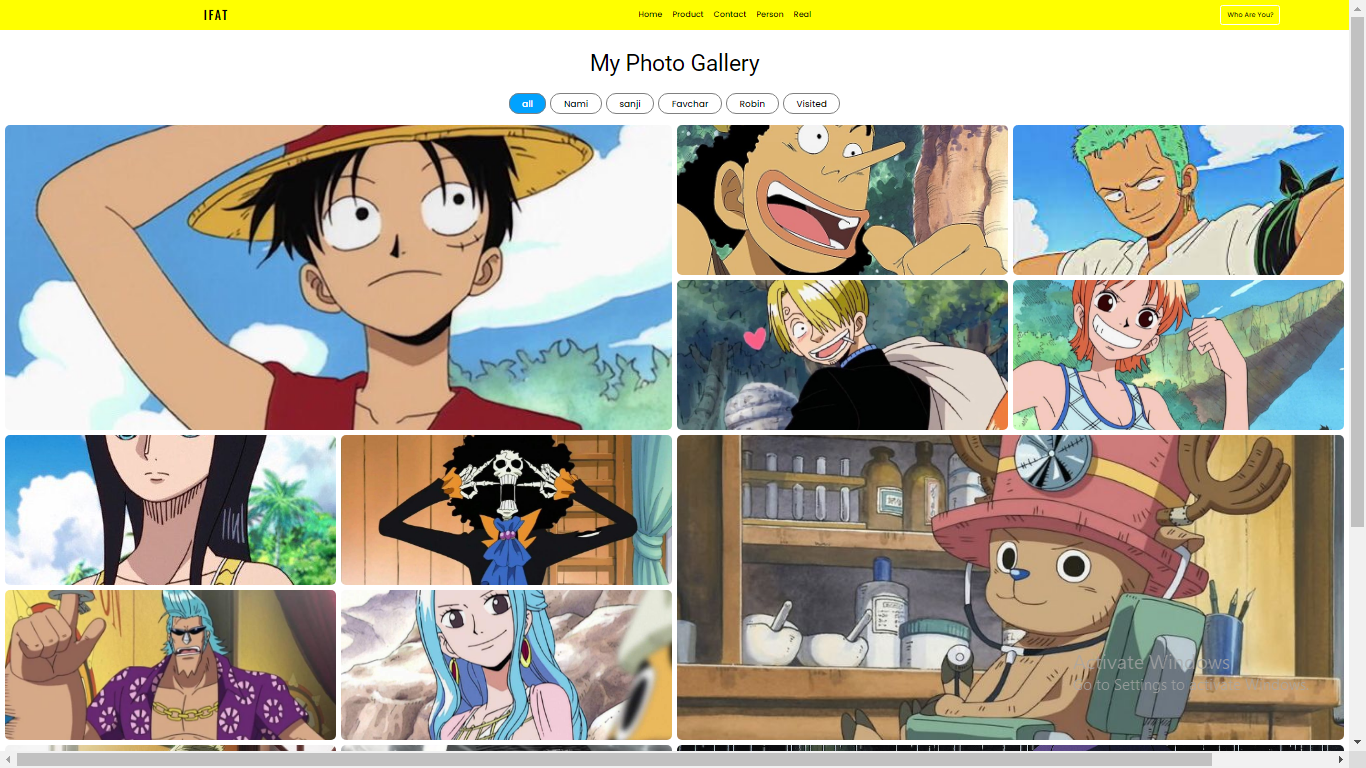 IFAT
Home Product Contact Person Real
Who Are You?
My Photo Gallery
all Nami sanji Favchar Robin Visited
Activate Windows
Go to Settings to